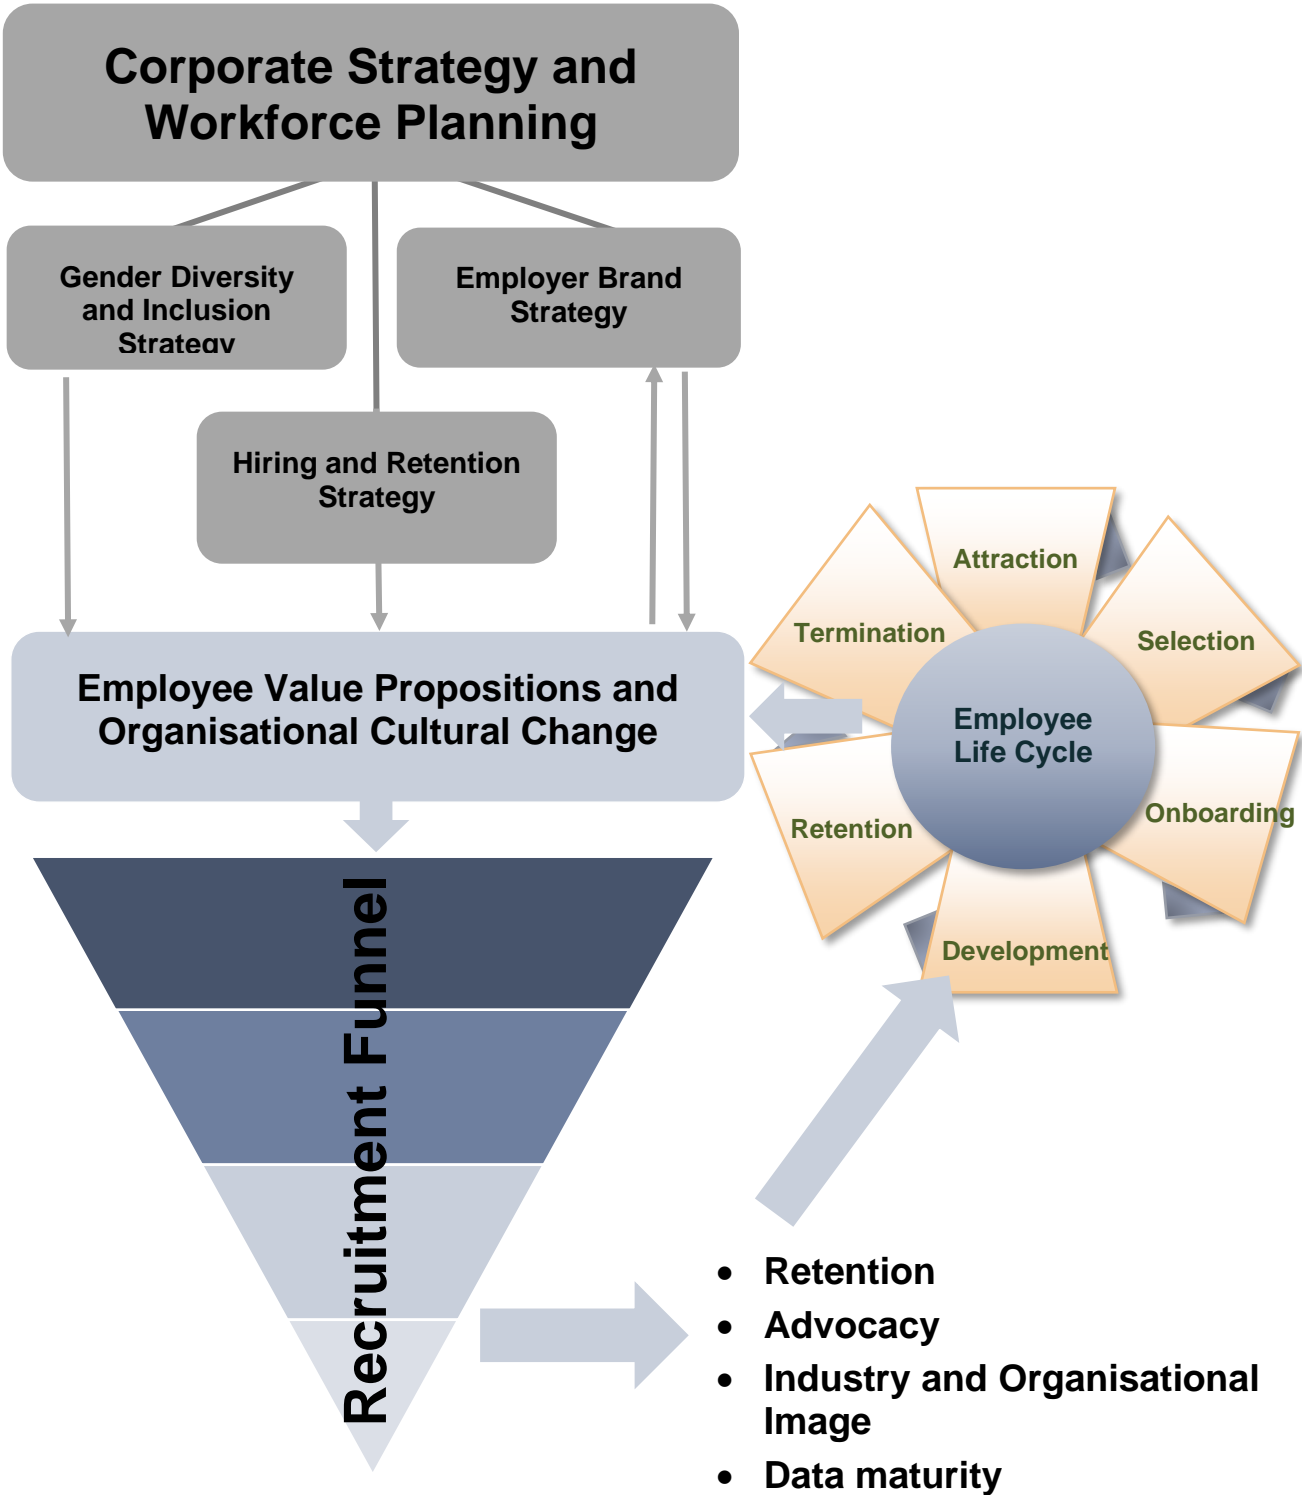 Corporate Strategy and
Workforce Planning
Gender Diversity
and Inclusion
Strategy
Employer Brand
Strategy
Hiring and Retention
Strategy
Employee Value Propositions and
Organisational Cultural Change
Attraction
Selection
Onboarding
Development
Retention
Termination
Employee
Life Cycle
Recruitment Funnel
• Retention
• Advocacy
• Industry and Organisational
Image
• Data maturity